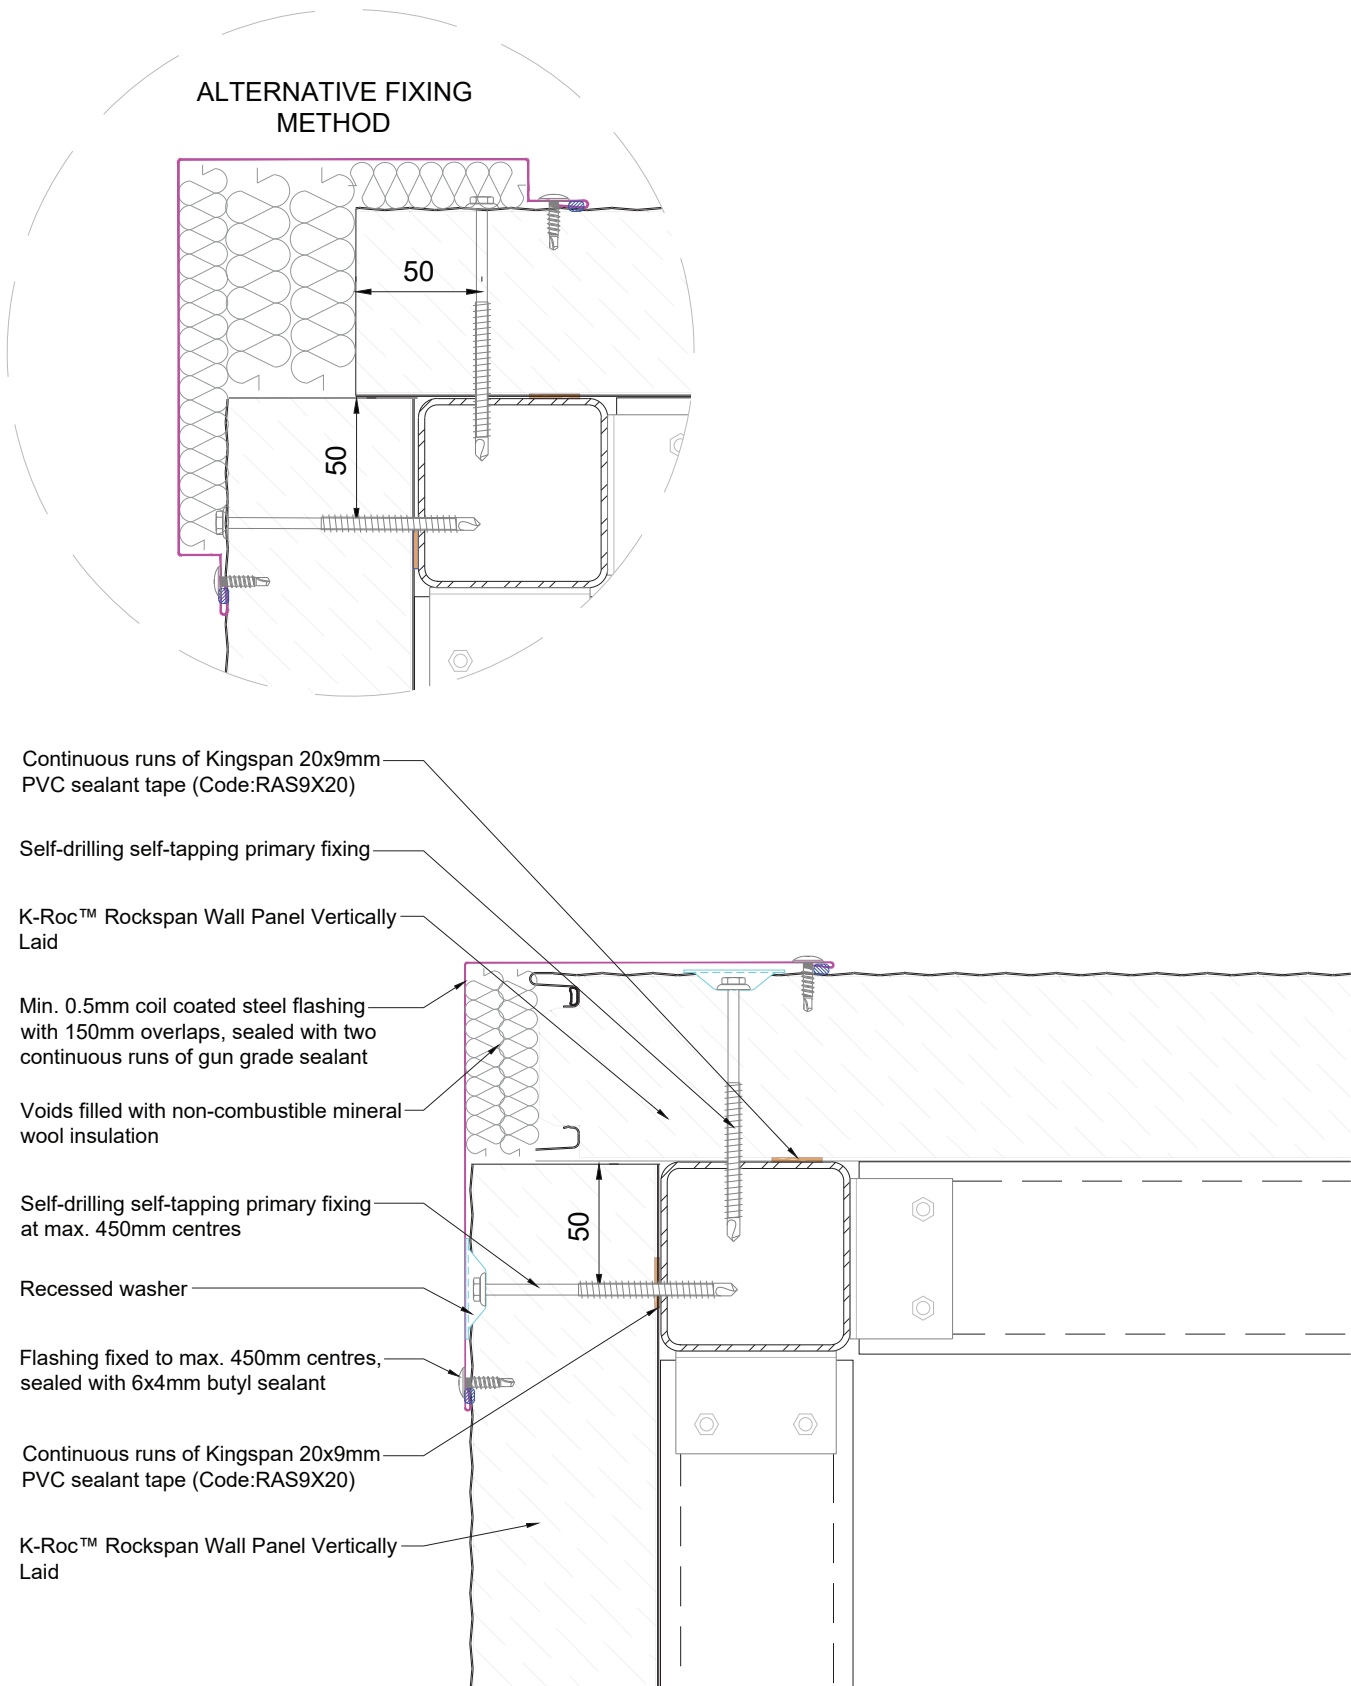 ALTERNATIVE FIXING
METHOD
50
50
Continuous runs of Kingspan 20x9mm
PVC sealant tape (Code:RAS9X20)
Self-drilling self-tapping primary fixing
K-Roc™ Rockspan Wall Panel Vertically
Laid
Min. 0.5mm coil coated steel flashing
with 150mm overlaps, sealed with two
continuous runs of gun grade sealant
Voids filled with non-combustible mineral
wool insulation
Self-drilling self-tapping primary fixing
at max. 450mm centres
50
Recessed washer
Flashing fixed to max. 450mm centres,
sealed with 6x4mm butyl sealant
Continuous runs of Kingspan 20x9mm
PVC sealant tape (Code:RAS9X20)
K-Roc™ Rockspan Wall Panel Vertically
Laid